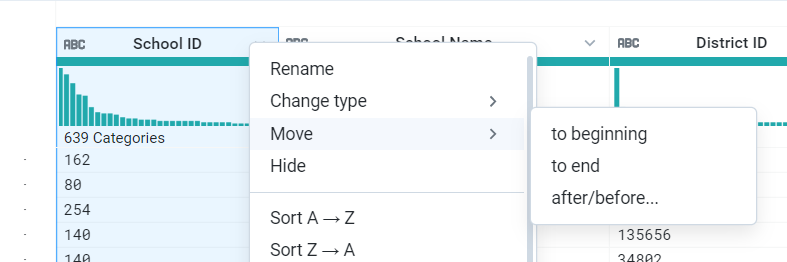 ABC School ID ABC School Name ABC District ID
639 Categories
162
80
254
140
140
Rename
Change type
Move
Hide
Sort A → Z
Sort Z → A
to beginning
to end
after/before...
135656
34802